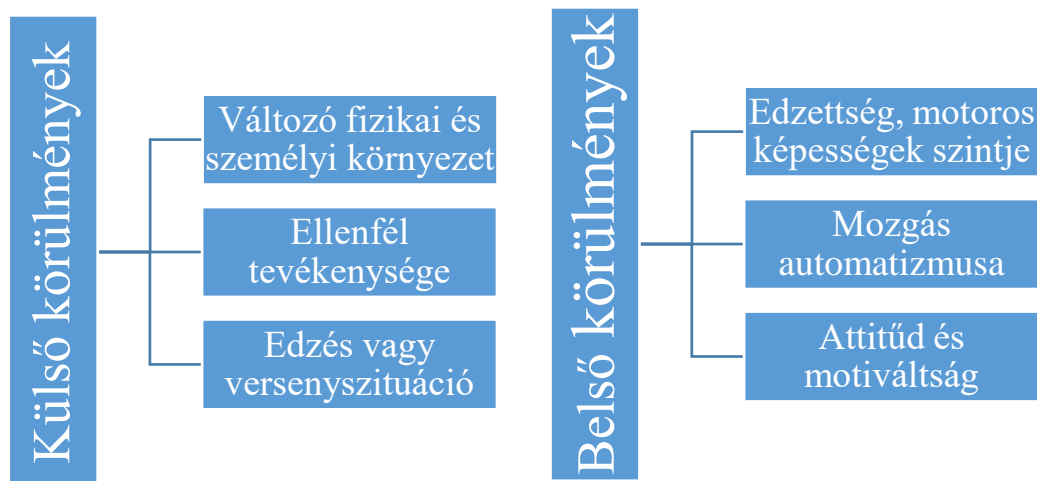 Külső körülmények
Változó fizikai és
személyi környezet
Ellenfél
tevékenysége
Edzés vagy
versenyszituáció
Belső körülmények
Edzettség, motoros
képességek szintje
Mozgás
automatizmusa
Attitűd és
motiváltság